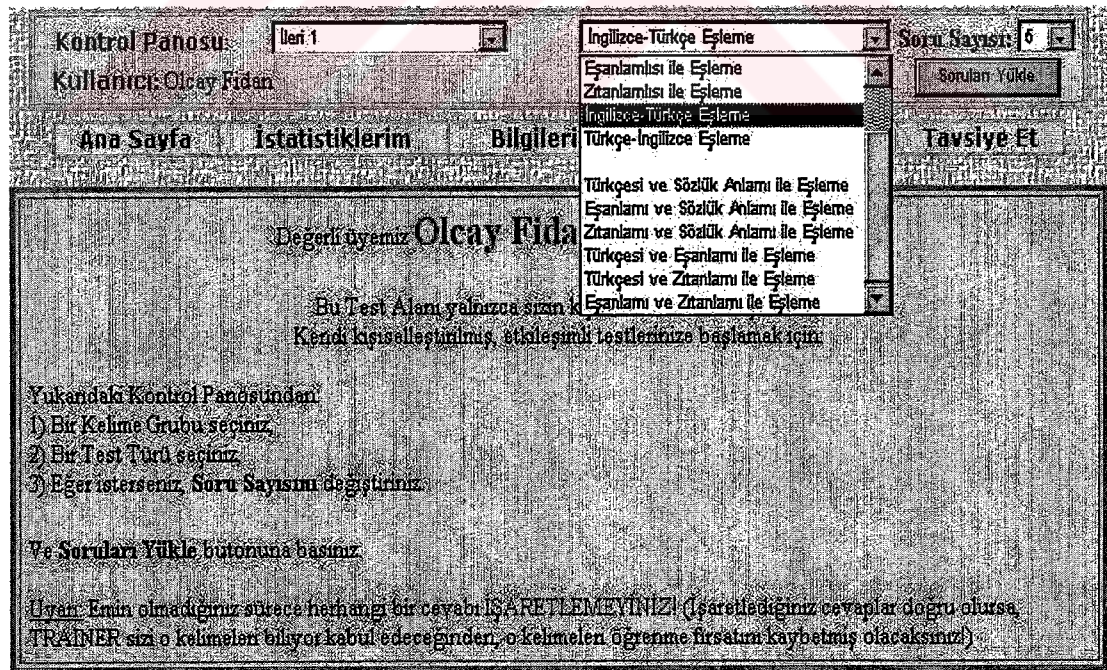 Kontrol Panosu: İleri 1 İngilizce-Türkçe Eşleme Soru Sayısı: 6
Kullanıcı: Olcay Fidan Soruları Yükle
Eşanlamlısı ile Eşleme
Zıtanlamlısı ile Eşleme
İngilizce-Türkçe Eşleme
Türkçe-İngilizce Eşleme
Türkçesi ve Sözlük Anlamı ile Eşleme
Eşanlamı ve Sözlük Anlamı ile Eşleme
Zıtanlamı ve Sözlük Anlamı ile Eşleme
Türkçesi ve Eşanlamı ile Eşleme
Türkçesi ve Zıtanlamı ile Eşleme
Eşanlamı ve Zıtanlamı ile Eşleme
Ana Sayfa İstatistiklerim Bilgileri Tavsiye Et
Değerli üyemiz Olcay Fida
Bu Test Alanı yalnızca sizin k
Kendi kişiselleştirilmiş, etkileşimli testlerinize başlamak için:
Yukarıdaki Kontrol Panosundan:
1) Bir Kelime Grubu seçiniz,
2) Bir Test Türü seçiniz
3) Eğer isterseniz, Soru Sayısını değiştiriniz
Ve Soruları Yükle butonuna basınız
Uyarı: Emin olmadığınız sürece herhangi bir cevabı İŞARETLEMEYİNİZ! (İşaretlediğiniz cevaplar doğru olursa,
TRAINER sizi o kelimeleri biliyor kabul edeceğinden, o kelimeleri öğrenme fırsatını kaybetmiş olacaksınız!)